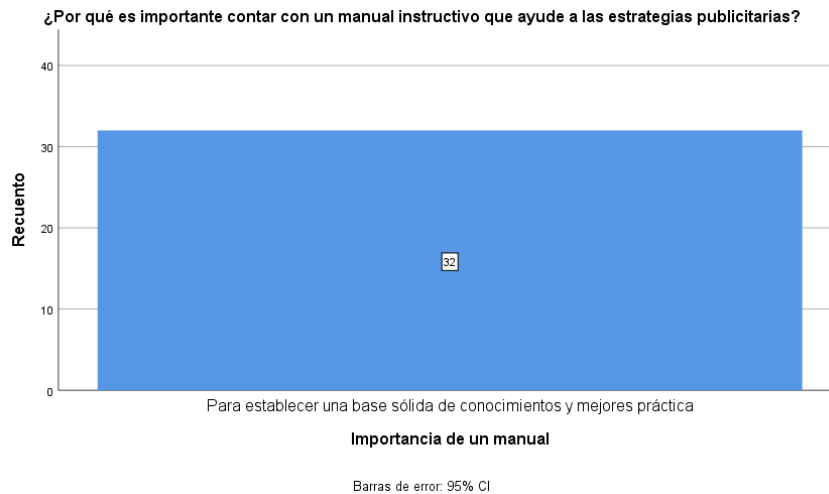 ¿Por qué es importante contar con un manual instructivo que ayude a las estrategias publicitarias?
40
30
20
10
0
Recuento
32
Para establecer una base sólida de conocimientos y mejores práctica
Importancia de un manual
Barras de error: 95% CI